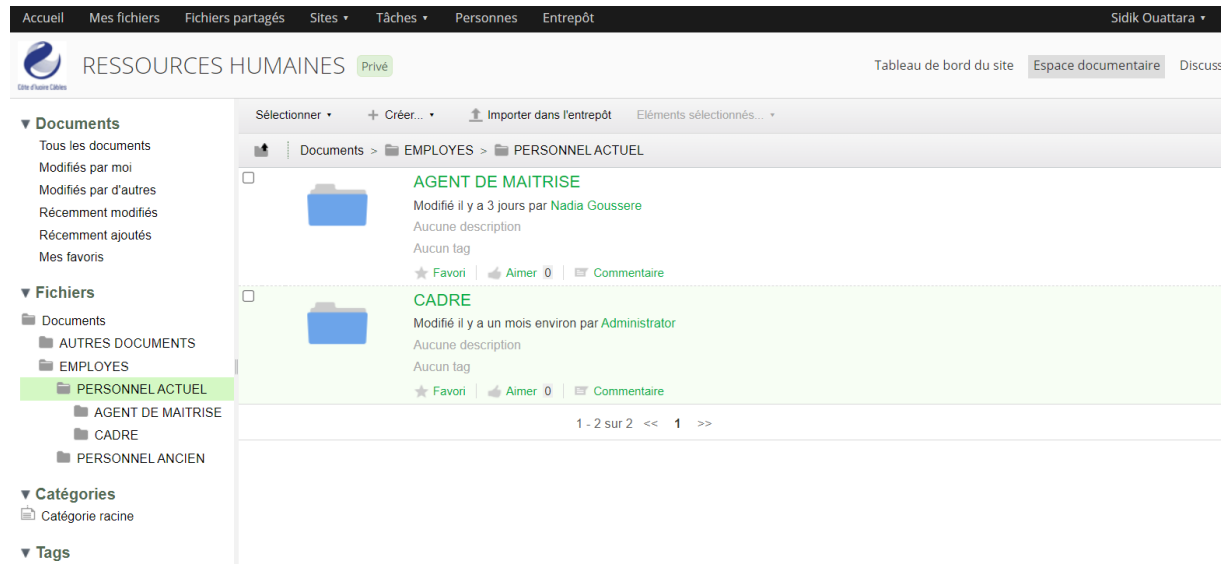 Accueil Mes fichiers Fichiers partagés Sites Tâches Personnes Entrepôt Sidik Ouattara
Côte d'Ivoire Câbles
RESSOURCES HUMAINES Privé Tableau de bord du site Espace documentaire Discuss
Documents
Tous les documents
Modifiés par moi
Modifiés par d'autres
Récemment modifiés
Récemment ajoutés
Mes favoris
Fichiers
Documents
AUTRES DOCUMENTS
EMPLOYES
PERSONNEL ACTUEL
AGENT DE MAITRISE
CADRE
PERSONNEL ANCIEN
Catégories
Catégorie racine
Tags
Sélectionner + Créer... Importer dans l'entrepôt Eléments sélectionnés...
Documents > EMPLOYES > PERSONNEL ACTUEL
AGENT DE MAITRISE
Modifié il y a 3 jours par Nadia Goussere
Aucune description
Aucun tag
Favori Aimer 0 Commentaire
CADRE
Modifié il y a un mois environ par Administrator
Aucune description
Aucun tag
Favori Aimer 0 Commentaire
1 - 2 sur 2 << 1 >>